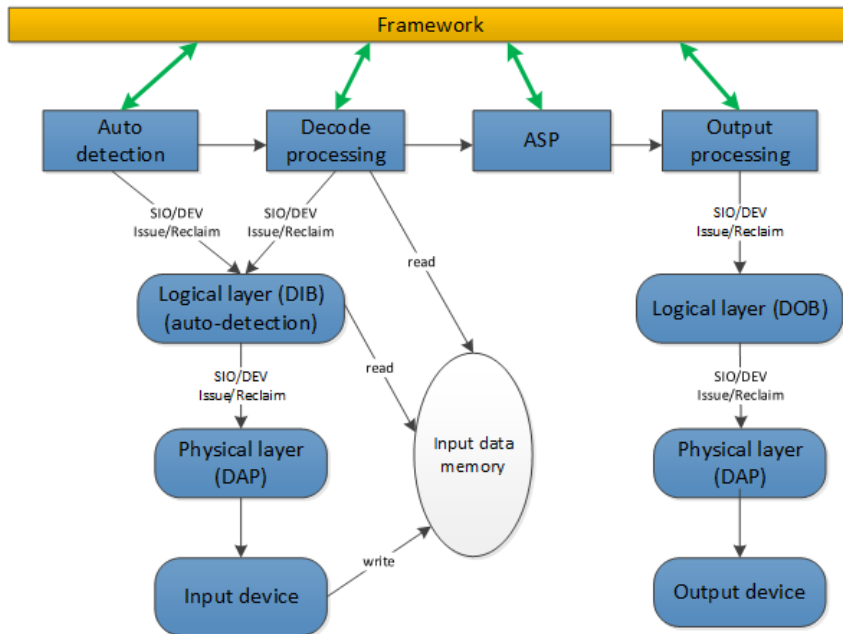 Framework
Auto
detection
Decode
processing
ASP
Output
processing
SIO/DEV
Issue/Reclaim
SIO/DEV
Issue/Reclaim
SIO/DEV
Issue/Reclaim
read
Logical layer (DIB)
(auto-detection)
Logical layer (DOB)
read
SIO/DEV
Issue/Reclaim
SIO/DEV
Issue/Reclaim
Physical layer
(DAP)
Input data
memory
Physical layer
(DAP)
write
Input device
Output device